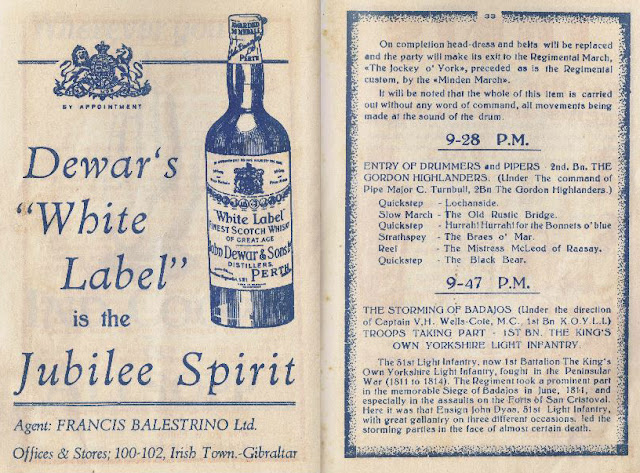 BY APPOINTMENT
Dewar's
"White
Label"
is the
Jubilee Spirit
Agent: FRANCIS BALESTRINO Ltd.
Offices & Stores; 100-102, Irish Town.-Gibraltar
AWARDED
50 MEDALS
PERTH
"White Label"
FINEST SCOTCH WHISKY
OF GREAT AGE
John Dewar & Sons Ltd
DISTILLERS,
PERTH
On completion head-dress and belts will be replaced
and the party will make its exit to the Regimental March,
«The Jockey o' York», preceded as is the Regimental
custom, by the «Minden March».
It will be noted that the whole of this item is carried
out without any word of command, all movements being
made at the sound of the drum.
9-28 P.M.
ENTRY OF DRUMMERS and PIPERS - 2nd. Bn. THE
GORDON HIGHLANDERS. (Under The command of
Pipe Major C. Turnbull, 2Bn The Gordon Highlanders.)
Quickstep - Lochanside.
Slow March - The Old Rustic Bridge.
Quickstep - Hurrah! Hurrah! for the Bonnets o'blue
Strathspey - The Braes o' Mar.
Reel - The Mistress McLeod of Raasay.
Quickstep - The Black Bear.
9-47 P.M.
THE STORMING OF BADAJOS (Under the direction
of Captain V,H. Wells-Cole, M.C., 1st Bn K.O.Y.L.I.)
TROOPS TAKING PART - 1ST BN. THE KING'S
OWN YORKSHIRE LIGHT INFANTRY.
The 51st Light Infantry, now 1st Battalion The King's
Own Yorkshire Light Infantry, fought in the Peninsular
War (1811 to 1814). The Regiment took a prominent part
in the memorable Siege of Badajos in June, 1811, and
especially in the assaults on the Forts of San Cristoval.
Here it was that Ensign John Dyas, 51st Light Infantry,
with great gallantry on three different occasions, led the
storming parties in the face of almost certain death.